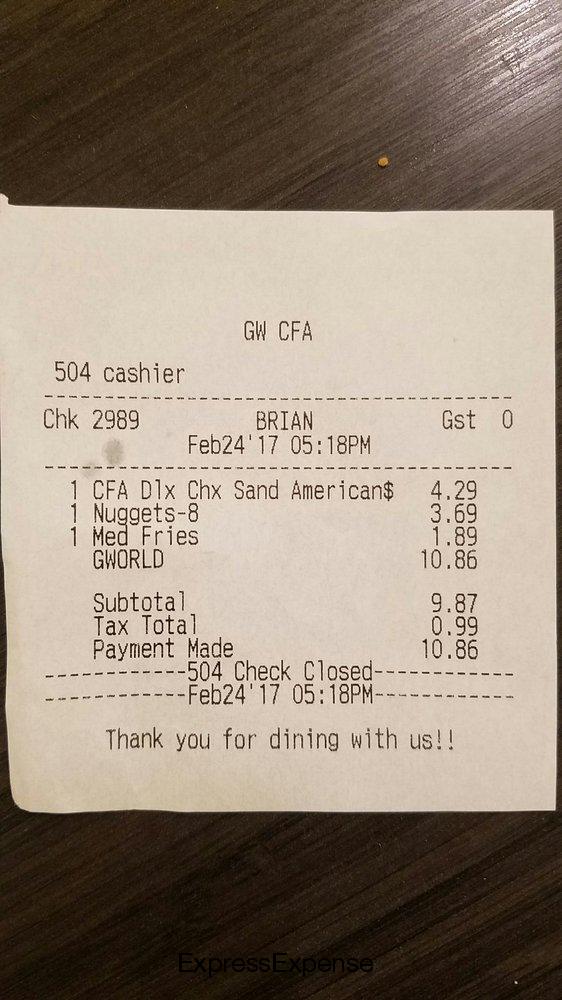 GW CFA
504 cashier
Chk 2989 BRIAN Gst 0
Feb24'17 05:18PM
1 CFA Dlx Chx Sand American$ 4.29
1 Nuggets-8 3.69
1 Med Fries 1.89
GWORLD 10.86
Subtotal 9.87
Tax Total 0.99
Payment Made 10.86
------------504 Check Closed------------
------------Feb24'17 05:18PM------------
Thank you for dining with us!!
ExpressExpense